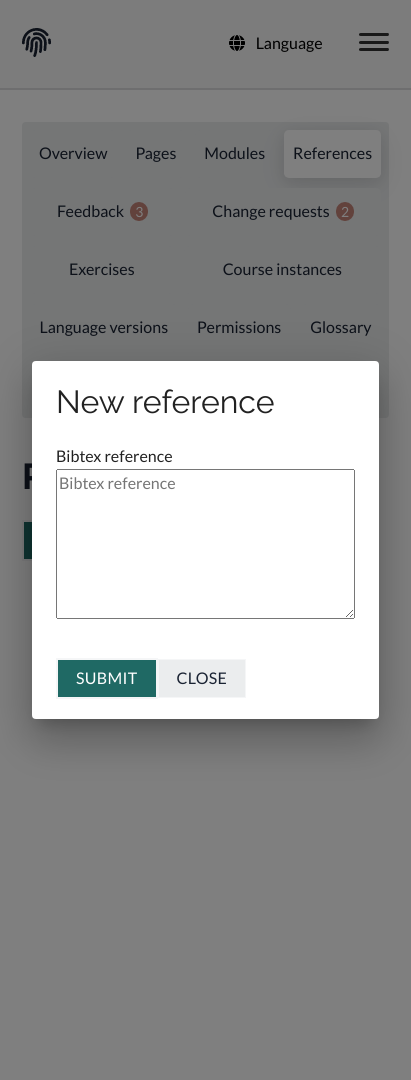 Language
Overview Pages Modules References
Feedback 3 Change requests 2
Exercises Course instances
Language versions Permissions Glossary
New reference
Bibtex reference
Bibtex reference
SUBMIT CLOSE